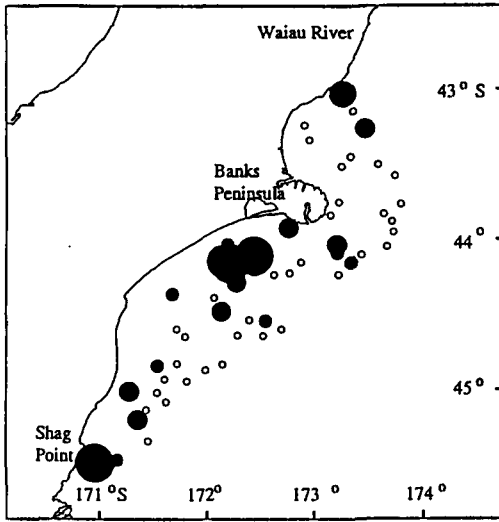 Waiau River
43° S
Banks
Peninsula
44°
45°
Shag
Point
171 °S
172°
173 °
174°